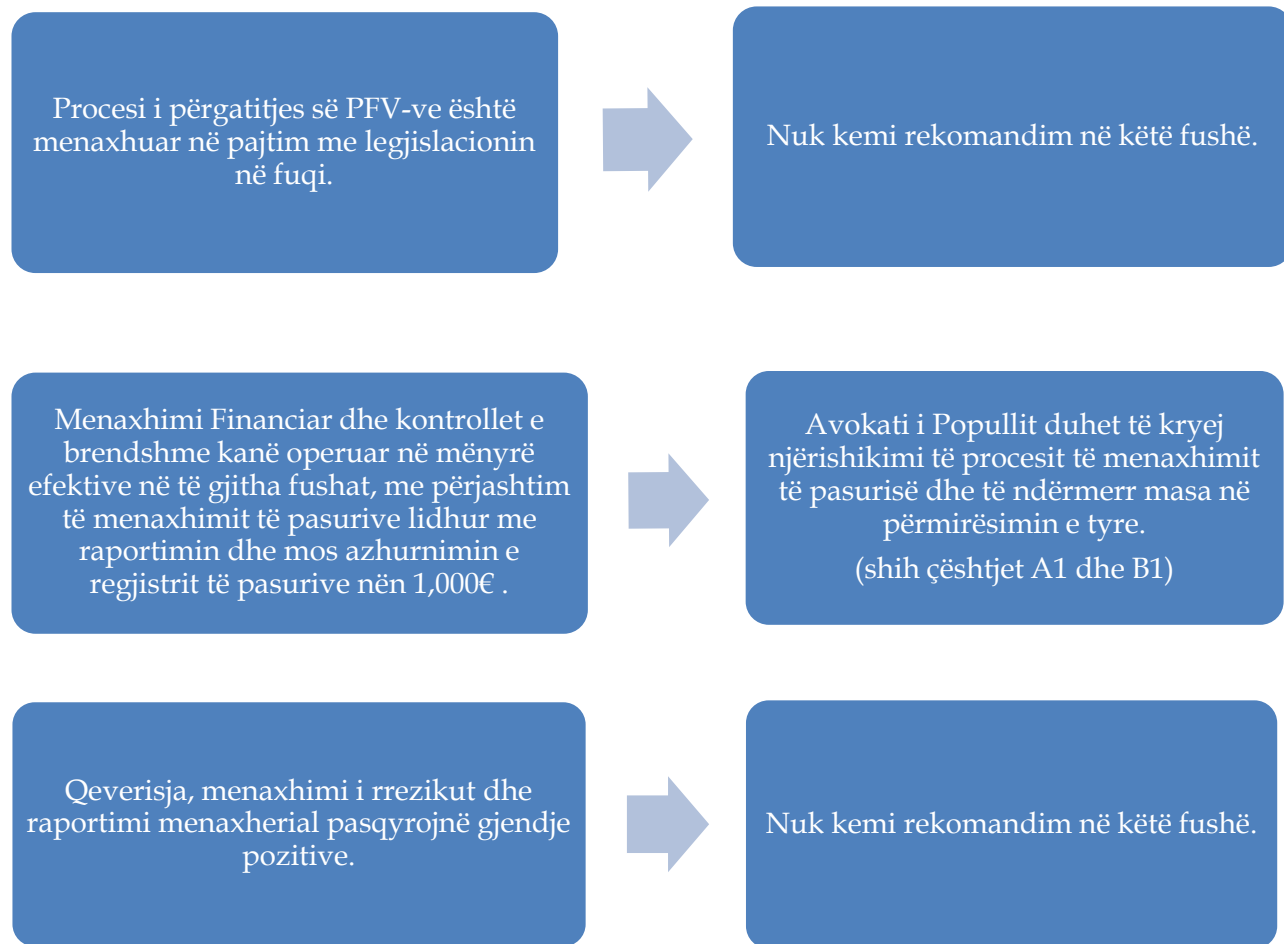 Procesi i përgatitjes së PFV-ve është
menaxhuar në pajtim me legjislacionin
në fuqi.
Nuk kemi rekomandim në këtë fushë.
Menaxhimi Financiar dhe kontrollet e
brendshme kanë operuar në mënyrë
efektive në të gjitha fushat, me përjashtim
të menaxhimit të pasurive lidhur me
raportimin dhe mos azhurnimin e
regjistrit të pasurive nën 1,000€ .
Avokati i Popullit duhet të kryej
njërishikimi të procesit të menaxhimit
të pasurisë dhe të ndërmerr masa në
përmirësimin e tyre.
(shih çështjet A1 dhe B1)
Qeverisja, menaxhimi i rrezikut dhe
raportimi menaxherial pasqyrojnë gjendje
pozitive.
Nuk kemi rekomandim në këtë fushë.